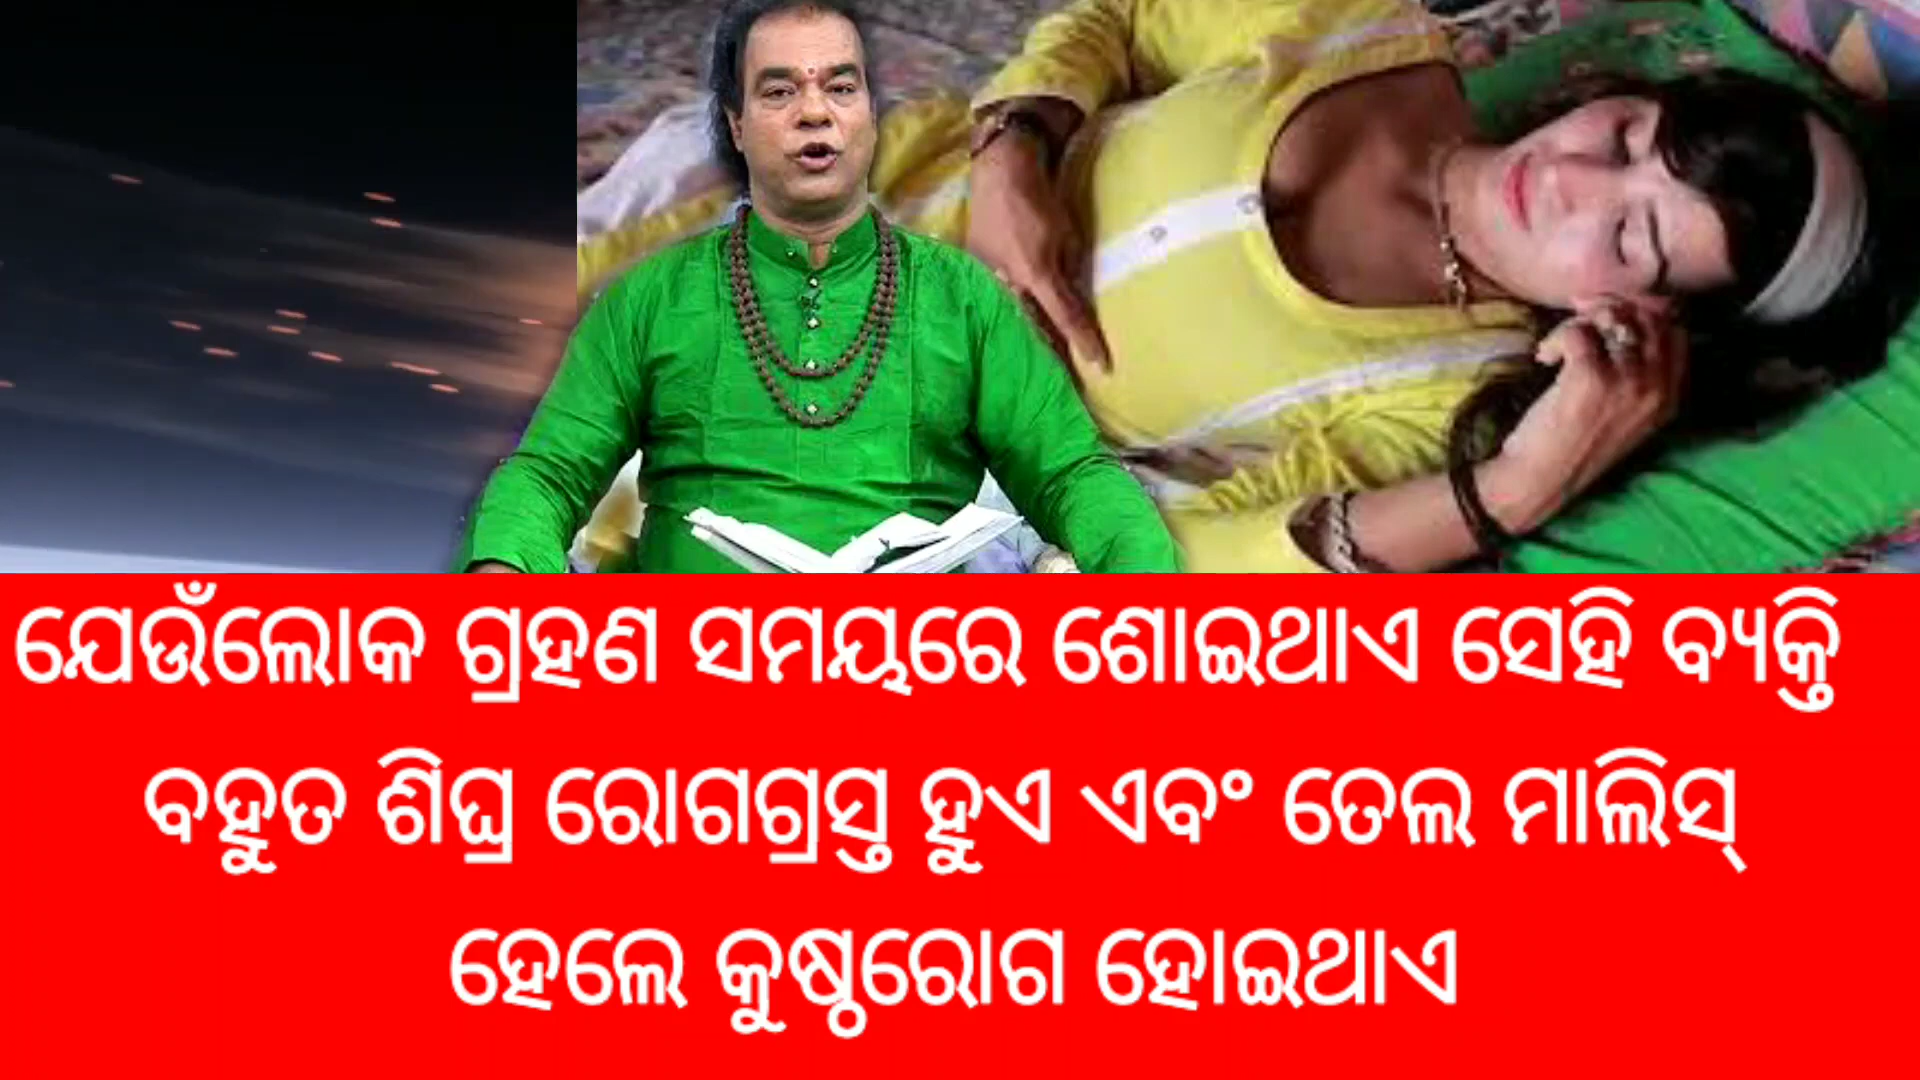 ଯେଉଁଲୋକ ଗ୍ରହଣ ସମୟରେ ଶୋଇଥାଏ ସେହି ବ୍ୟକ୍ତି
ବହୁତ ଶିଘ୍ର ରୋଗଗ୍ରସ୍ତ ହୁଏ ଏବଂ ତେଲ ମାଲିସ୍
ହେଲେ କୁଷ୍ଠରୋଗ ହୋଇଥାଏ